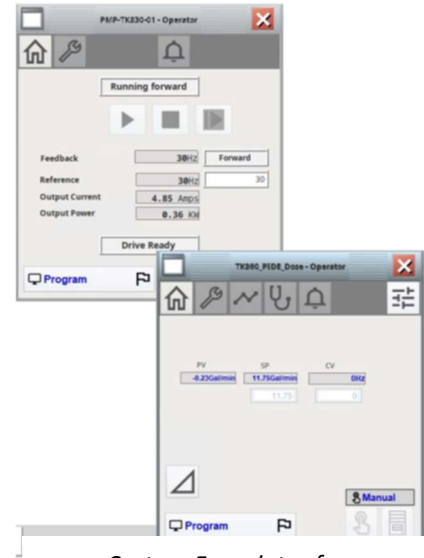 PMP-TK830-01 - Operator
Running forward
Feedback 30Hz Forward
Reference 30Hz 30
Output Current 4.85 Amps
Output Power 0.36 KW
Drive Ready
Program
TK860_PIDE_Dose - Operator
PV SP CV
-0.23Gal/min 11.75Gal/min 0Hz
11.75 0
Manual
Program